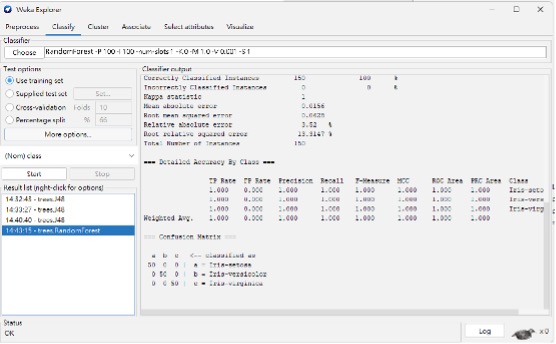 Weka Explorer
Preprocess Classify Cluster Associate Select attributes Visualize
Classifier
Choose RandomForest -P 100 -I 100 -num-slots 1 -K 0 -M 1.0 -V 0.001 -S 1
Test options
Use training set
Supplied test set Set...
Cross-validation Folds 10
Percentage split % 66
More options...
(Nom) class
Start Stop
Result list (right-click for options)
14:33:27 - trees.J48
14:40:40 - trees.J48
14:43:15 - trees.RandomForest
Classifier output
Correctly Classified Instances 150 100 %
Incorrectly Classified Instances 0 0 %
Kappa statistic 1
Mean absolute error 0.0156
Root mean squared error 0.0625
Relative absolute error 3.52 %
Root relative squared error %
Total Number of Instances 150
=== Detailed Accuracy By Class ===
TP Rate FP Rate Precision Recall F-Measure MCC ROC Area PRC Area Class
1.000 0.000 1.000 1.000 1.000 1.000 1.000 1.000 Iris-seto
1.000 0.000 1.000 1.000 1.000 1.000 1.000 1.000 Iris-vers
1.000 0.000 1.000 1.000 1.000 1.000 1.000 1.000 Iris-virg
Weighted Avg. 1.000 0.000 1.000 1.000 1.000 1.000 1.000 1.000
=== Confusion Matrix ===
a b c <-- classified as
50 0 0 | a = Iris-setosa
0 50 0 | b = Iris-versicolor
0 0 50 | c = Iris-virginica
Status
OK
Log x 0